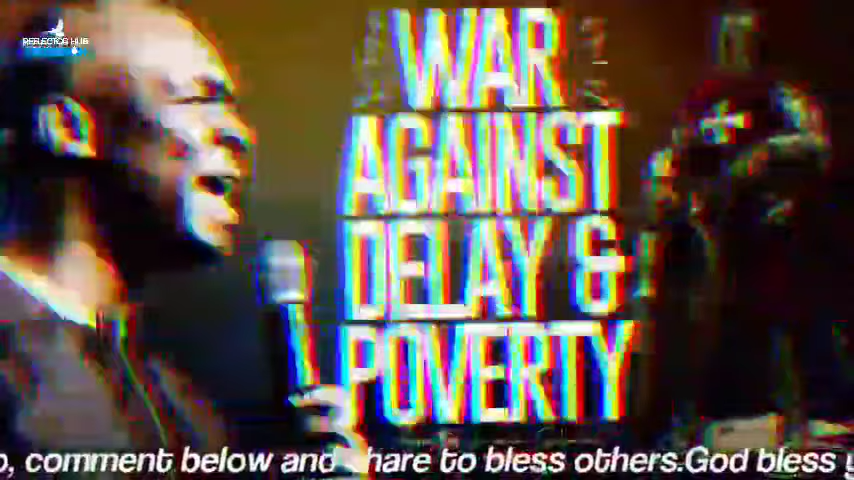 REFLECTOR HUB
WAR
AGAINST
DELAY &
POVERTY
o, comment below and share to bless others.God bless y